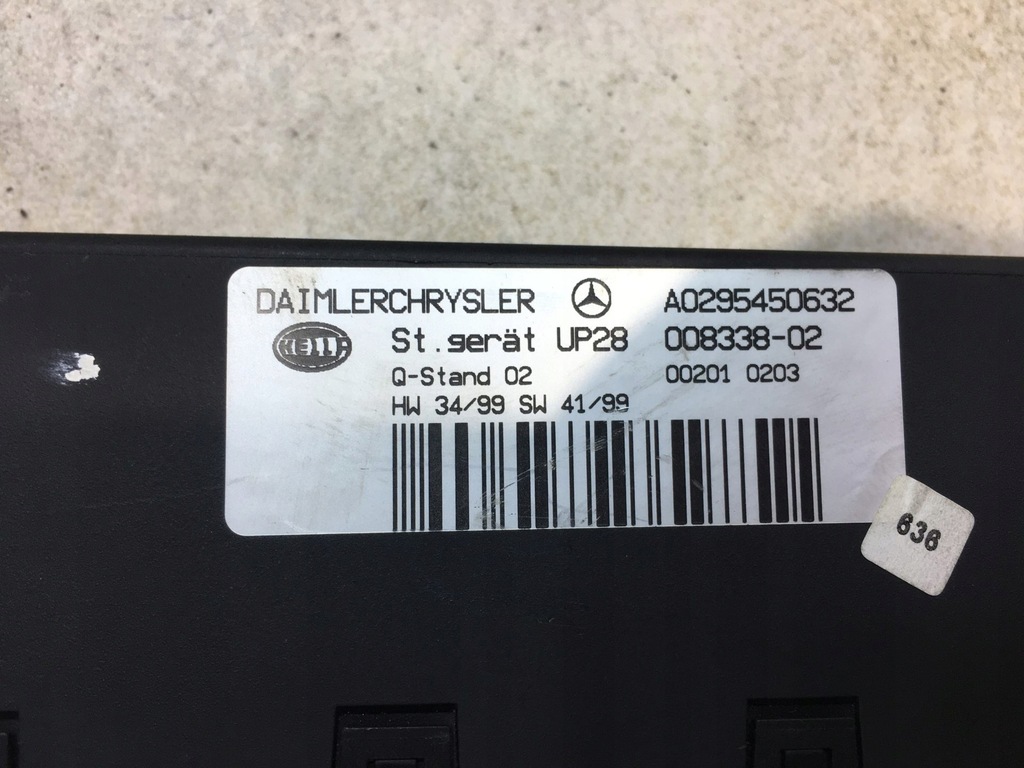 DAIMLERCHRYSLER A0295450632
HELLA St.gerät UP28 008338-02
Q-Stand 02 00201 0203
HW 34/99 SW 41/99
636